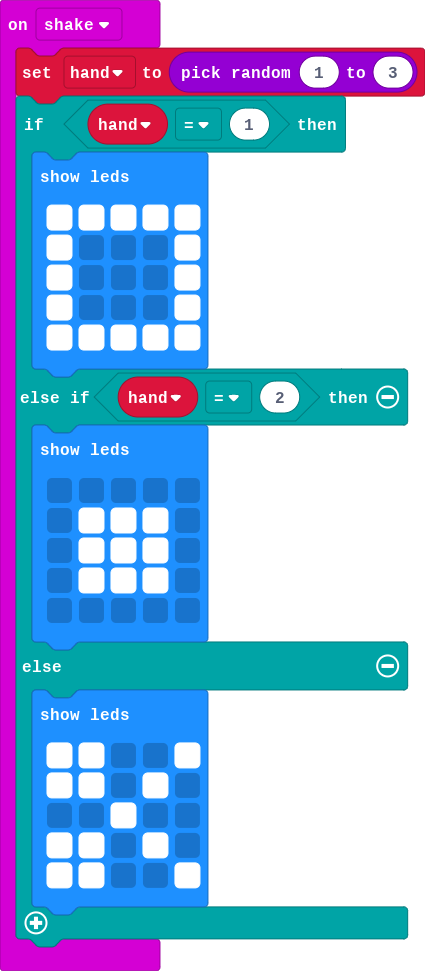 on shake
set hand to pick random 1 to 3
if hand = 1 then
show leds
else if hand = 2 then
show leds
else
show leds